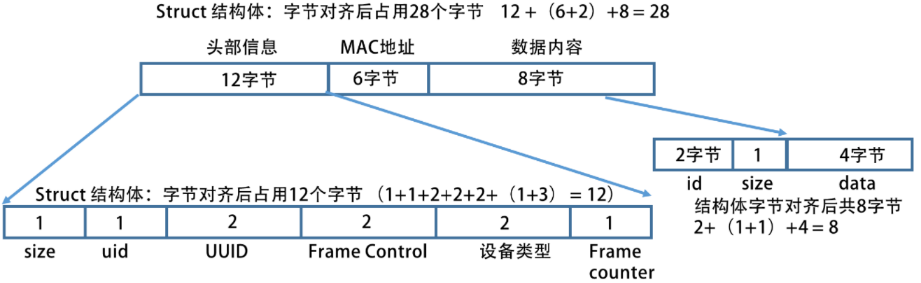 Struct 结构体：字节对齐后占用28个字节 12 +（6+2）+8 = 28
头部信息 MAC地址 数据内容
12字节 6字节 8字节
2字节 1 4字节
id size data
结构体字节对齐后共8字节
2+（1+1）+4 = 8
Struct 结构体：字节对齐后占用12个字节（1+1+2+2+2+（1+3）= 12）
1 1 2 2 2 1
size uid UUID Frame Control 设备类型 Frame
counter